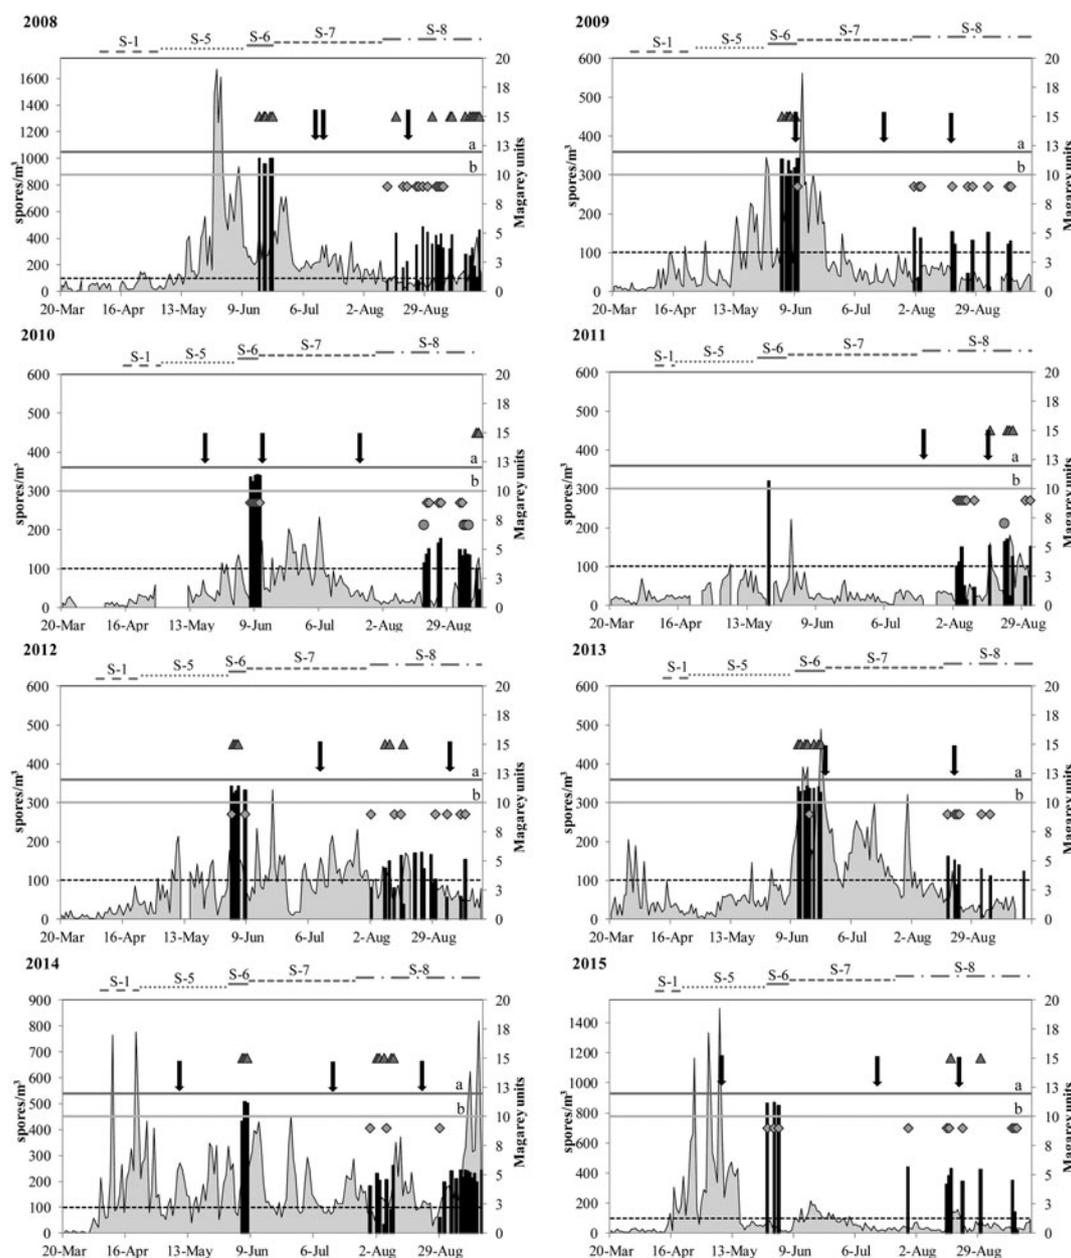 2008
S-1 S-5 S-6 S-7 S-8
1600
1400
1200
1000
800
600
400
200
0
spores/m³
a
b
20
18
15
13
10
8
5
3
0
Magarey units
20-Mar 16-Apr 13-May 9-Jun 6-Jul 2-Aug 29-Aug
2009
S-1 S-5 S-6 S-7 S-8
600
500
400
300
200
100
0
spores/m³
a
b
20
18
15
13
10
8
5
3
0
Magarey units
20-Mar 16-Apr 13-May 9-Jun 6-Jul 2-Aug 29-Aug
2010
S-1 S-5 S-6 S-7 S-8
600
500
400
300
200
100
0
spores/m³
a
b
20
18
15
13
10
8
5
3
0
Magarey units
20-Mar 16-Apr 13-May 9-Jun 6-Jul 2-Aug 29-Aug
2011
S-1 S-5 S-6 S-7 S-8
600
500
400
300
200
100
0
spores/m³
a
b
20
18
15
13
10
8
5
3
0
Magarey units
20-Mar 16-Apr 13-May 9-Jun 6-Jul 2-Aug 29-Aug
2012
S-1 S-5 S-6 S-7 S-8
600
500
400
300
200
100
0
spores/m³
a
b
20
18
15
13
10
8
5
3
0
Magarey units
20-Mar 16-Apr 13-May 9-Jun 6-Jul 2-Aug 29-Aug
2013
S-1 S-5 S-6 S-7 S-8
600
500
400
300
200
100
0
spores/m³
a
b
20
18
15
13
10
8
5
3
0
Magarey units
20-Mar 16-Apr 13-May 9-Jun 6-Jul 2-Aug 29-Aug
2014
S-1 S-5 S-6 S-7 S-8
900
800
700
600
500
400
300
200
100
0
spores/m³
a
b
20
18
15
13
10
8
5
3
0
Magarey units
20-Mar 16-Apr 13-May 9-Jun 6-Jul 2-Aug 29-Aug
2015
S-1 S-5 S-6 S-7 S-8
1400
1200
1000
800
600
400
200
0
spores/m³
a
b
20
18
15
13
10
8
5
3
0
Magarey units
20-Mar 16-Apr 13-May 9-Jun 6-Jul 2-Aug 29-Aug